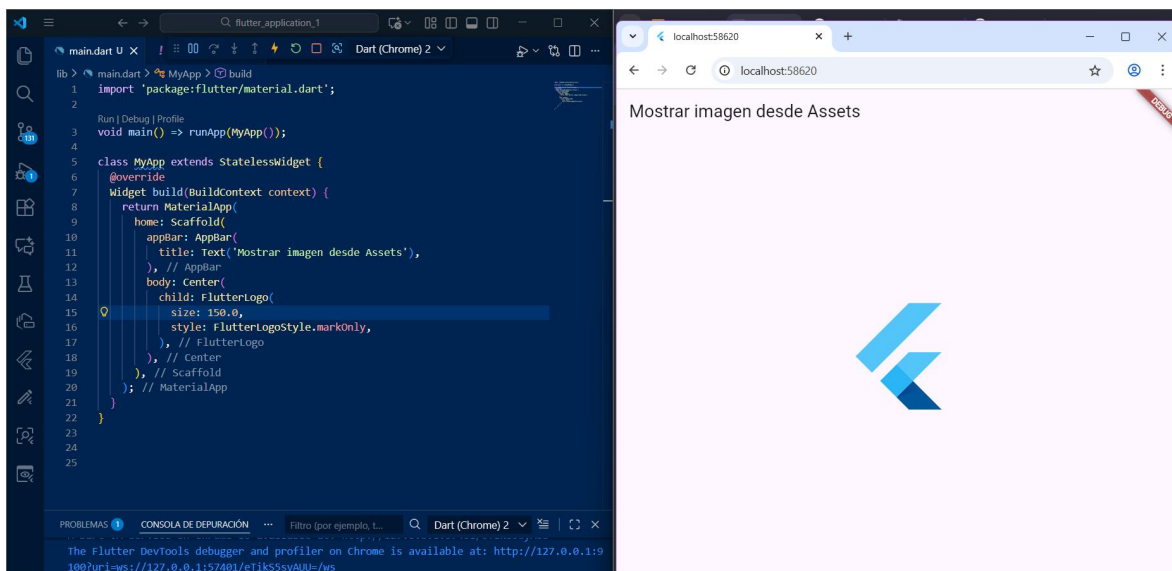 flutter_application_1
main.dart U
Dart (Chrome) 2
lib > main.dart > MyApp > build
1 import 'package:flutter/material.dart';
2
Run | Debug | Profile
3 void main() => runApp(MyApp());
4
5 class MyApp extends StatelessWidget {
6 @override
7 Widget build(BuildContext context) {
8 return MaterialApp(
9 home: Scaffold(
10 appBar: AppBar(
11 title: Text('Mostrar imagen desde Assets'),
12 ), // AppBar
13 body: Center(
14 child: FlutterLogo(
15 size: 150.0,
16 style: FlutterLogoStyle.markOnly,
17 ), // FlutterLogo
18 ), // Center
19 ), // Scaffold
20 ); // MaterialApp
21 }
22 }
23
24
25
131
1
PROBLEMAS 1 CONSOLA DE DEPURACIÓN ... Filtro (por ejemplo, t... Dart (Chrome) 2
The Flutter DevTools debugger and profiler on Chrome is available at: http://127.0.0.1:9
100?uri=ws://127.0.0.1:57401/eTikS5syAUU=/ws
localhost:58620
localhost:58620
Mostrar imagen desde Assets
DEBUG